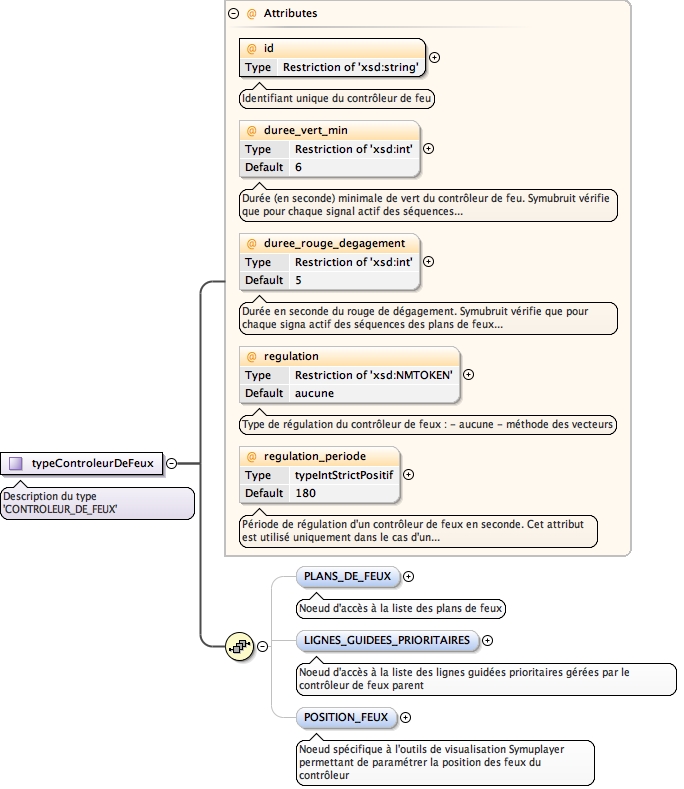 @ Attributes
@ id
Type Restriction of 'xsd:string'
Identifiant unique du contrôleur de feu
@ duree_vert_min
Type Restriction of 'xsd:int'
Default 6
Durée (en seconde) minimale de vert du contrôleur de feu. Symubruit vérifie
que pour chaque signal actif des séquences...
@ duree_rouge_degagement
Type Restriction of 'xsd:int'
Default 5
Durée en seconde du rouge de dégagement. Symubruit vérifie que pour
chaque signa actif des séquences des plans de feux...
@ regulation
Type Restriction of 'xsd:NMTOKEN'
Default aucune
Type de régulation du contrôleur de feux : - aucune - méthode des vecteurs
@ regulation_periode
Type typeIntStrictPositif
Default 180
Période de régulation d'un contrôleur de feux en seconde. Cet attribut
est utilisé uniquement dans le cas d'un...
typeControleurDeFeux
Description du type
'CONTROLEUR_DE_FEUX'
PLANS_DE_FEUX
Noeud d'accès à la liste des plans de feux
LIGNES_GUIDEES_PRIORITAIRES
Noeud d'accès à la liste des lignes guidées prioritaires gérées par le
contrôleur de feux parent
POSITION_FEUX
Noeud spécifique à l'outils de visualisation Symuplayer
permettant de paramétrer la position des feux du
contrôleur